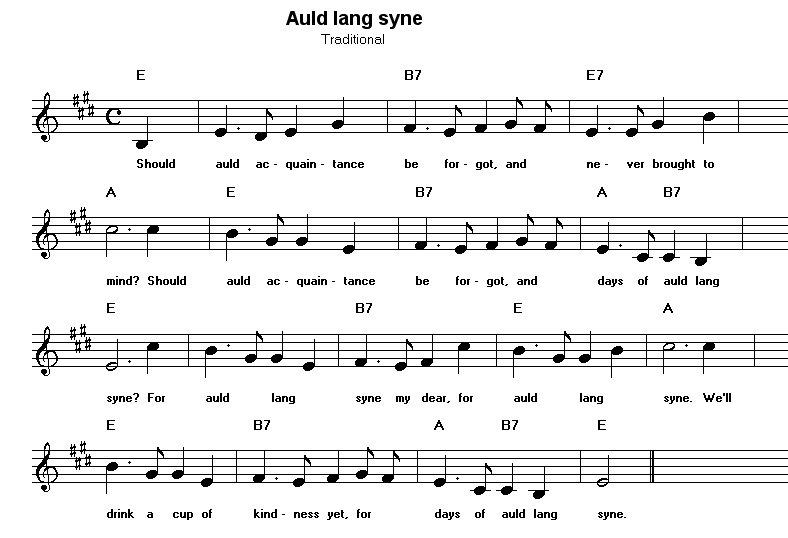 Auld lang syne
Traditional
E B7 E7
Should auld ac - quain - tance be for - got, and ne - ver brought to
A E B7 A B7
mind? Should auld ac - quain - tance be for - got, and days of auld lang
E B7 E A
syne? For auld lang syne my dear, for auld lang syne. We'll
E B7 A B7 E
drink a cup of kind - ness yet, for days of auld lang syne.